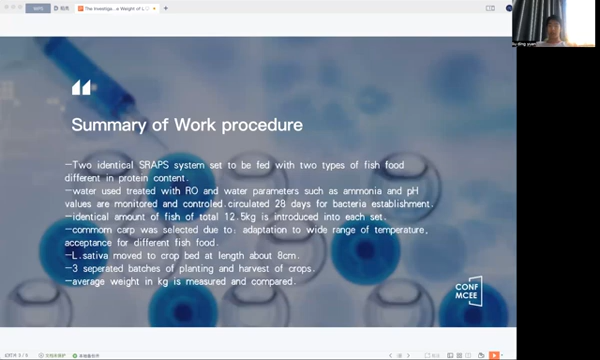 The Investiga... e Weight of L
Summary of Work procedure
—Two identical SRAPS system set to be fed with two types of fish food
different in protein content.
—water used treated with RO and water parameters such as ammonia and pH
values are monitored and controled.circulated 28 days for bacteria establishment.
—identical amount of fish of total 12.5kg is introduced into each set.
—commom carp was selected due to: adaptation to wide range of temperature,
acceptance for different fish food.
—L.sativa moved to crop bed at length about 8cm.
—3 seperated batches of planting and harvest of crops.
—average weight in kg is measured and compared.
CONF
MCEE